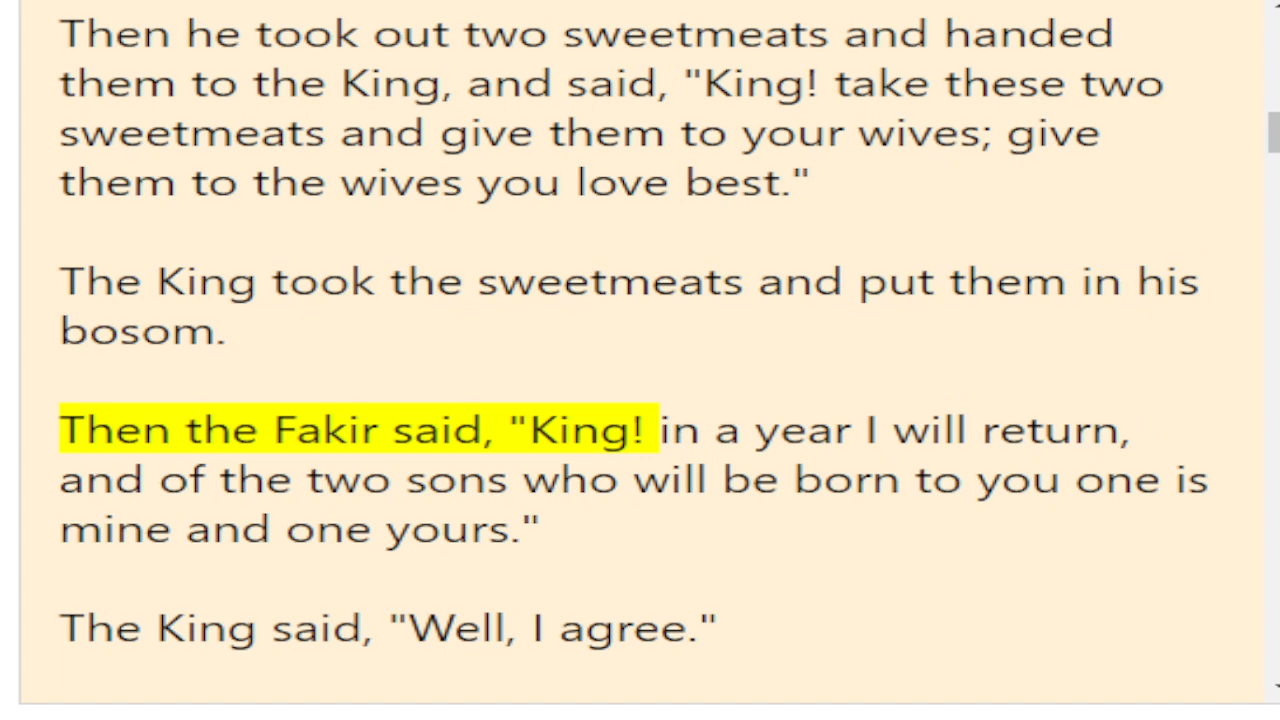 Then he took out two sweetmeats and handed
them to the King, and said, "King! take these two
sweetmeats and give them to your wives; give
them to the wives you love best."
The King took the sweetmeats and put them in his
bosom.
Then the Fakir said, "King! in a year I will return,
and of the two sons who will be born to you one is
mine and one yours."
The King said, "Well, I agree."